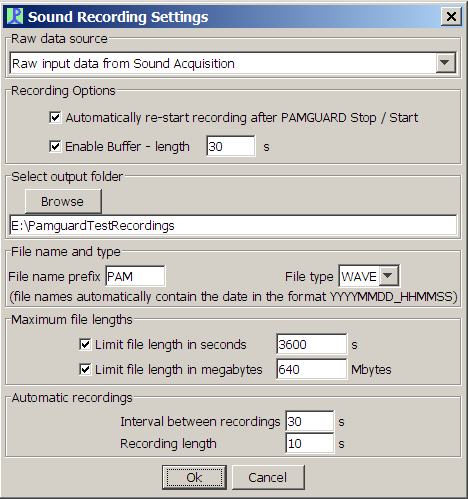 Sound Recording Settings
Raw data source
Raw input data from Sound Acquisition
Recording Options
Automatically re-start recording after PAMGUARD Stop / Start
Enable Buffer - length 30 s
Select output folder
Browse
E:\PamguardTestRecordings
File name and type
File name prefix PAM File type WAVE
(file names automatically contain the date in the format YYYYMMDD_HHMMSS)
Maximum file lengths
Limit file length in seconds 3600 s
Limit file length in megabytes 640 Mbytes
Automatic recordings
Interval between recordings 30 s
Recording length 10 s
Ok Cancel